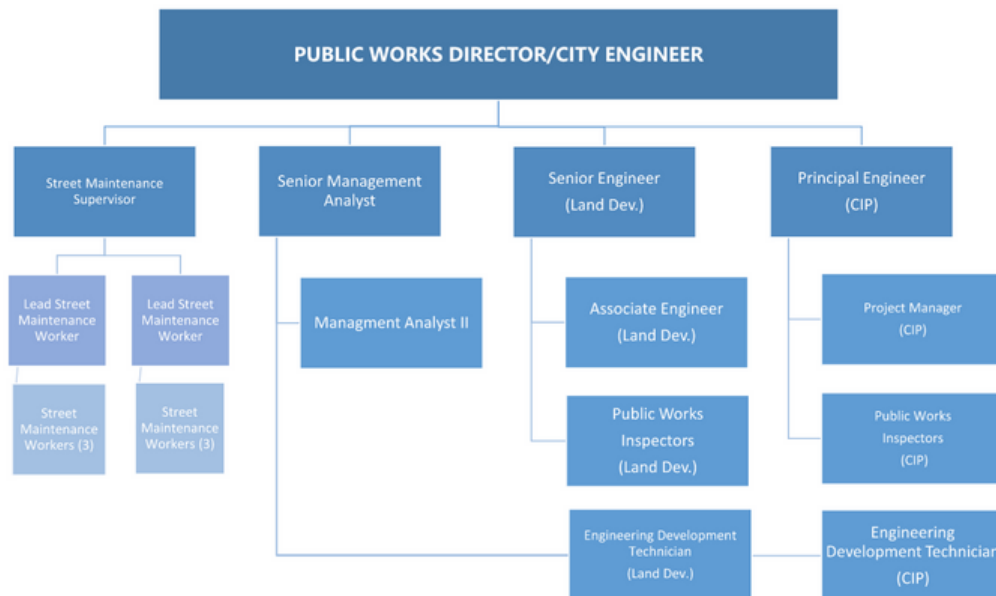 PUBLIC WORKS DIRECTOR/CITY ENGINEER
Street Maintenance
Supervisor
Senior Management
Analyst
Senior Engineer
(Land Dev.)
Principal Engineer
(CIP)
Lead Street
Maintenance
Worker
Lead Street
Maintenance
Worker
Managment Analyst II
Associate Engineer
(Land Dev.)
Project Manager
(CIP)
Street
Maintenance
Workers (3)
Street
Maintenance
Workers (3)
Public Works
Inspectors
(Land Dev.)
Public Works
Inspectors
(CIP)
Engineering Development
Technician
(Land Dev.)
Engineering
Development Technician
(CIP)